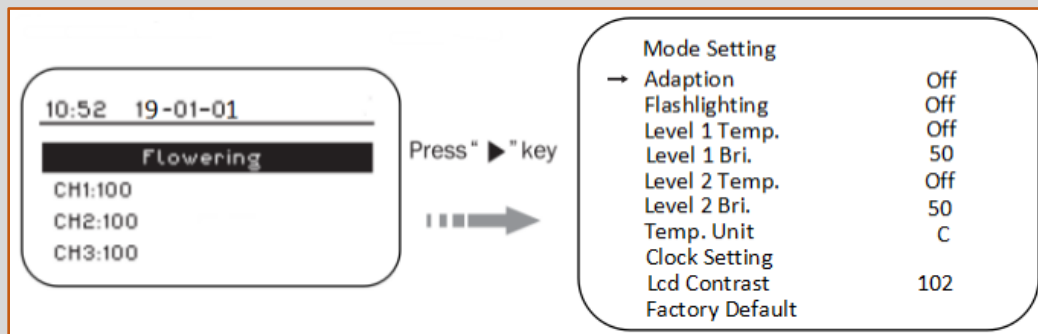 10:52 19-01-01
Flowering
CH1:100
CH2:100
CH3:100
Press " ▶ " key
Mode Setting
→ Adaption Off
Flashlighting Off
Level 1 Temp. Off
Level 1 Bri. 50
Level 2 Temp. Off
Level 2 Bri. 50
Temp. Unit C
Clock Setting
Lcd Contrast 102
Factory Default